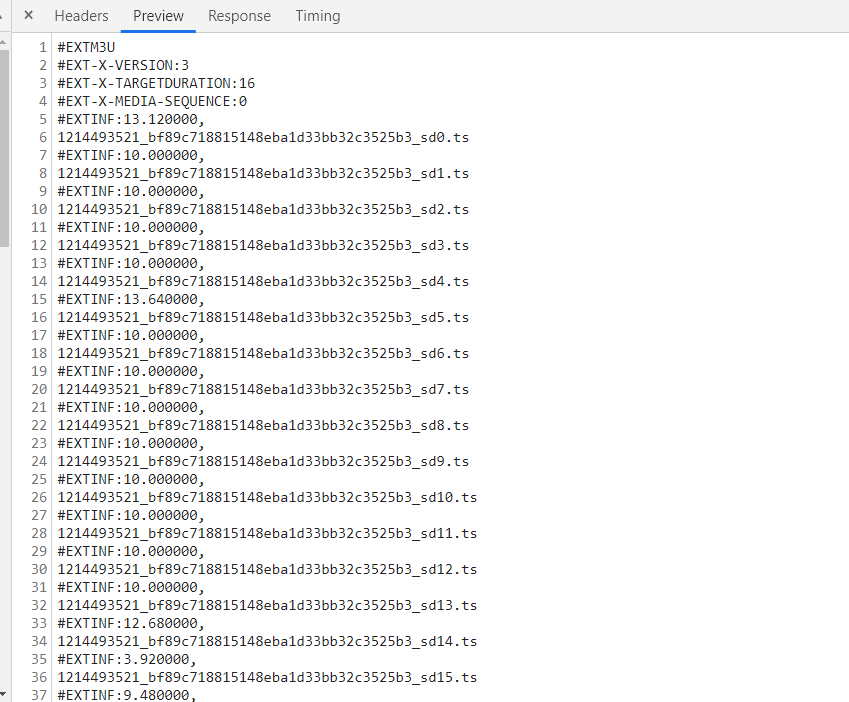 × Headers Preview Response Timing
1 #EXTM3U
2 #EXT-X-VERSION:3
3 #EXT-X-TARGETDURATION:16
4 #EXT-X-MEDIA-SEQUENCE:0
5 #EXTINF:13.120000,
6 1214493521_bf89c718815148eba1d33bb32c3525b3_sd0.ts
7 #EXTINF:10.000000,
8 1214493521_bf89c718815148eba1d33bb32c3525b3_sd1.ts
9 #EXTINF:10.000000,
10 1214493521_bf89c718815148eba1d33bb32c3525b3_sd2.ts
11 #EXTINF:10.000000,
12 1214493521_bf89c718815148eba1d33bb32c3525b3_sd3.ts
13 #EXTINF:10.000000,
14 1214493521_bf89c718815148eba1d33bb32c3525b3_sd4.ts
15 #EXTINF:13.640000,
16 1214493521_bf89c718815148eba1d33bb32c3525b3_sd5.ts
17 #EXTINF:10.000000,
18 1214493521_bf89c718815148eba1d33bb32c3525b3_sd6.ts
19 #EXTINF:10.000000,
20 1214493521_bf89c718815148eba1d33bb32c3525b3_sd7.ts
21 #EXTINF:10.000000,
22 1214493521_bf89c718815148eba1d33bb32c3525b3_sd8.ts
23 #EXTINF:10.000000,
24 1214493521_bf89c718815148eba1d33bb32c3525b3_sd9.ts
25 #EXTINF:10.000000,
26 1214493521_bf89c718815148eba1d33bb32c3525b3_sd10.ts
27 #EXTINF:10.000000,
28 1214493521_bf89c718815148eba1d33bb32c3525b3_sd11.ts
29 #EXTINF:10.000000,
30 1214493521_bf89c718815148eba1d33bb32c3525b3_sd12.ts
31 #EXTINF:10.000000,
32 1214493521_bf89c718815148eba1d33bb32c3525b3_sd13.ts
33 #EXTINF:12.680000,
34 1214493521_bf89c718815148eba1d33bb32c3525b3_sd14.ts
35 #EXTINF:3.920000,
36 1214493521_bf89c718815148eba1d33bb32c3525b3_sd15.ts
37 #EXTINF:9.480000,